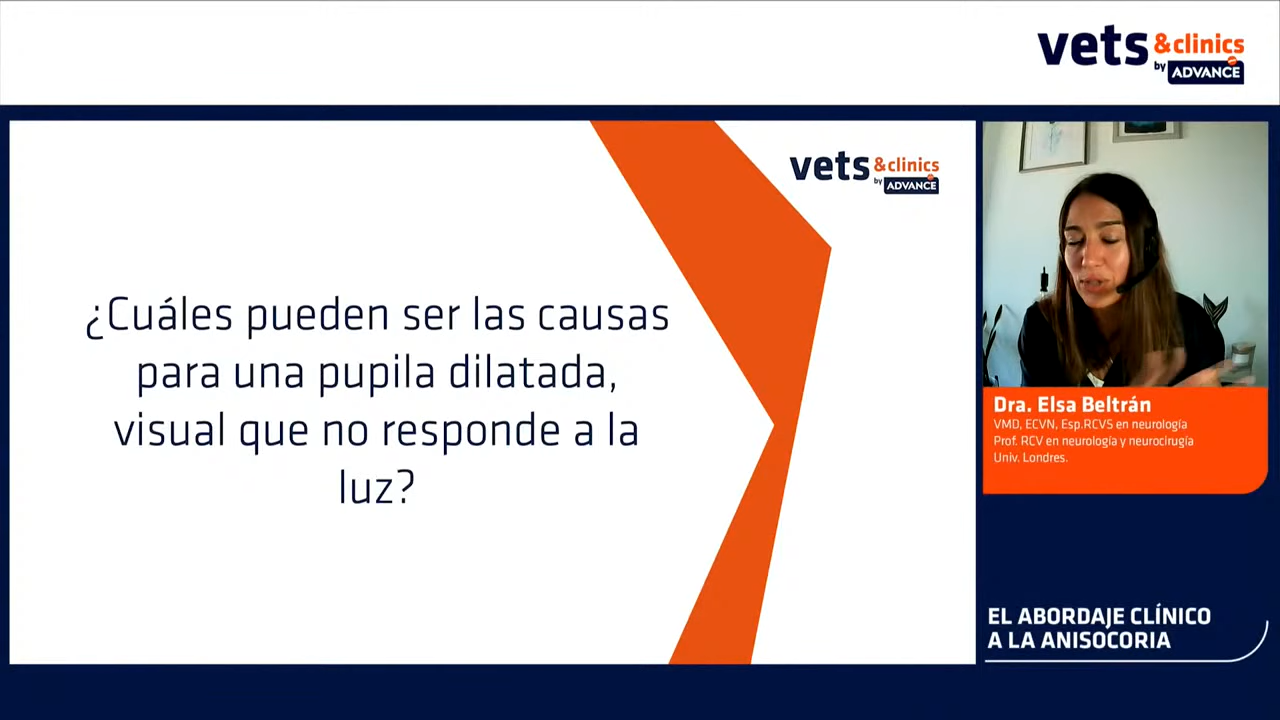 vets &clinics
by ADVANCE
vets &clinics
by ADVANCE
¿Cuáles pueden ser las causas
para una pupila dilatada,
visual que no responde a la
luz?
Dra. Elsa Beltrán
VMD, ECVN, Esp.RCVS en neurología
Prof. RCV en neurología y neurocirugía
Univ. Londres.
EL ABORDAJE CLÍNICO
A LA ANISOCORIA